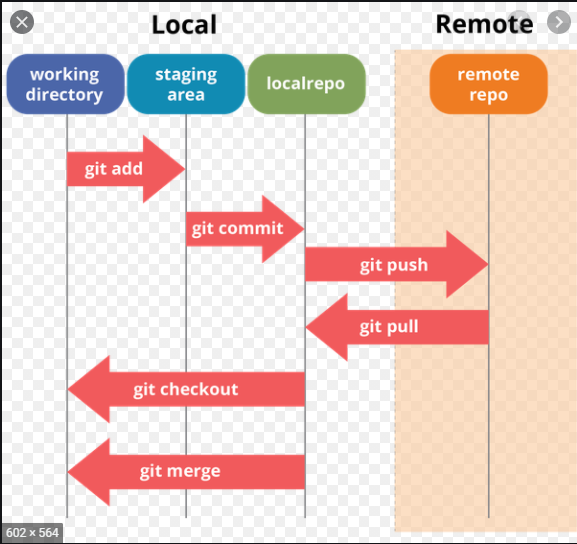 Local
Remote
working
directory
staging
area
localrepo
remote
repo
git add
git commit
git push
git pull
git checkout
git merge
602 × 564